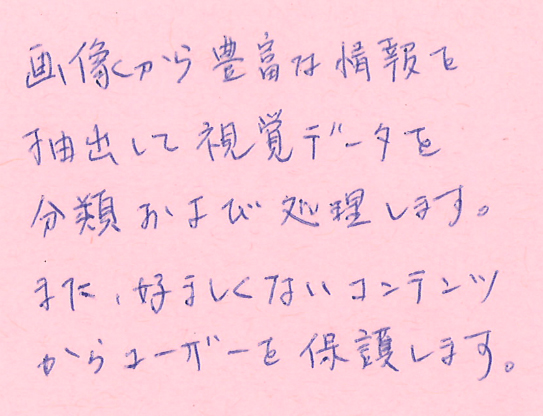 画像から豊富な情報を
抽出して視覚データを
分類および処理します。
また、好ましくないコンテンツ
からユーザーを保護します。